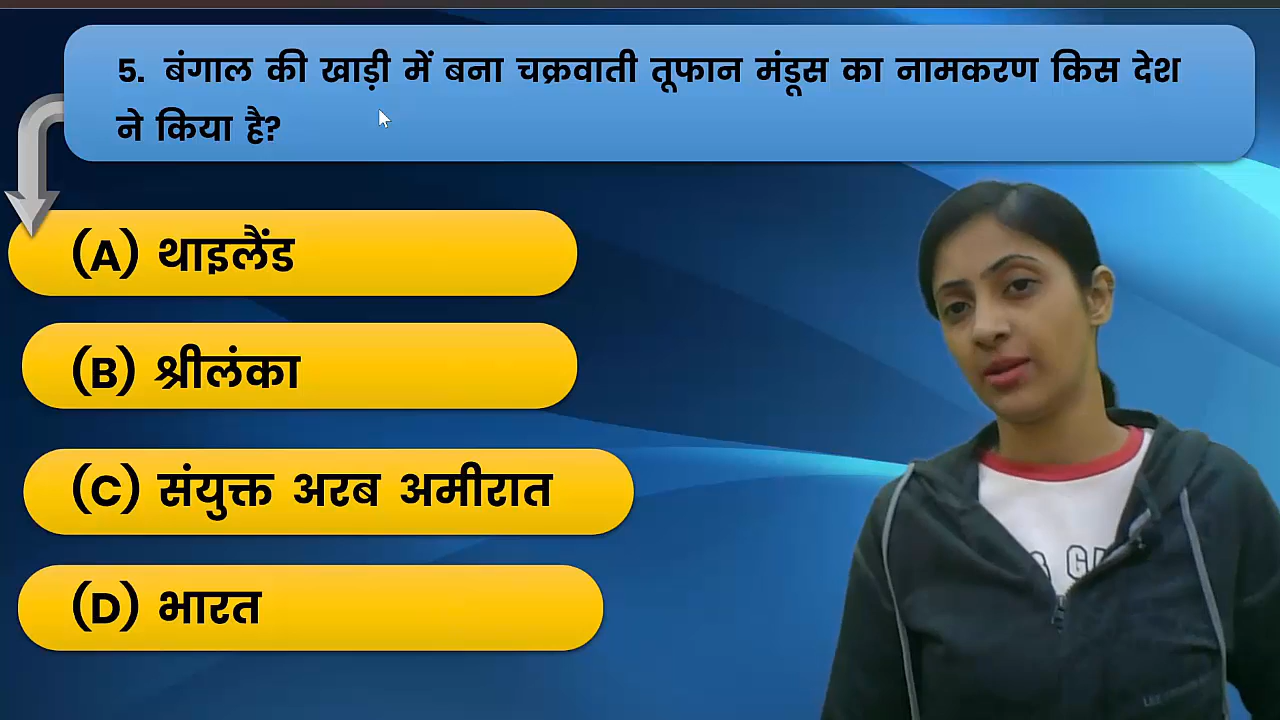 5. बंगाल की खाड़ी में बना चक्रवाती तूफान मंडूस का नामकरण किस देश
ने किया है?
(A) थाइलैंड
(B) श्रीलंका
(C) संयुक्त अरब अमीरात
(D) भारत